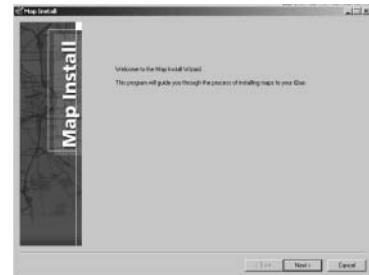 Map Install
Map Install
Welcome to the Map Install Wizard.
This program will guide you through the process of installing maps to your iQue.
Next >
Cancel